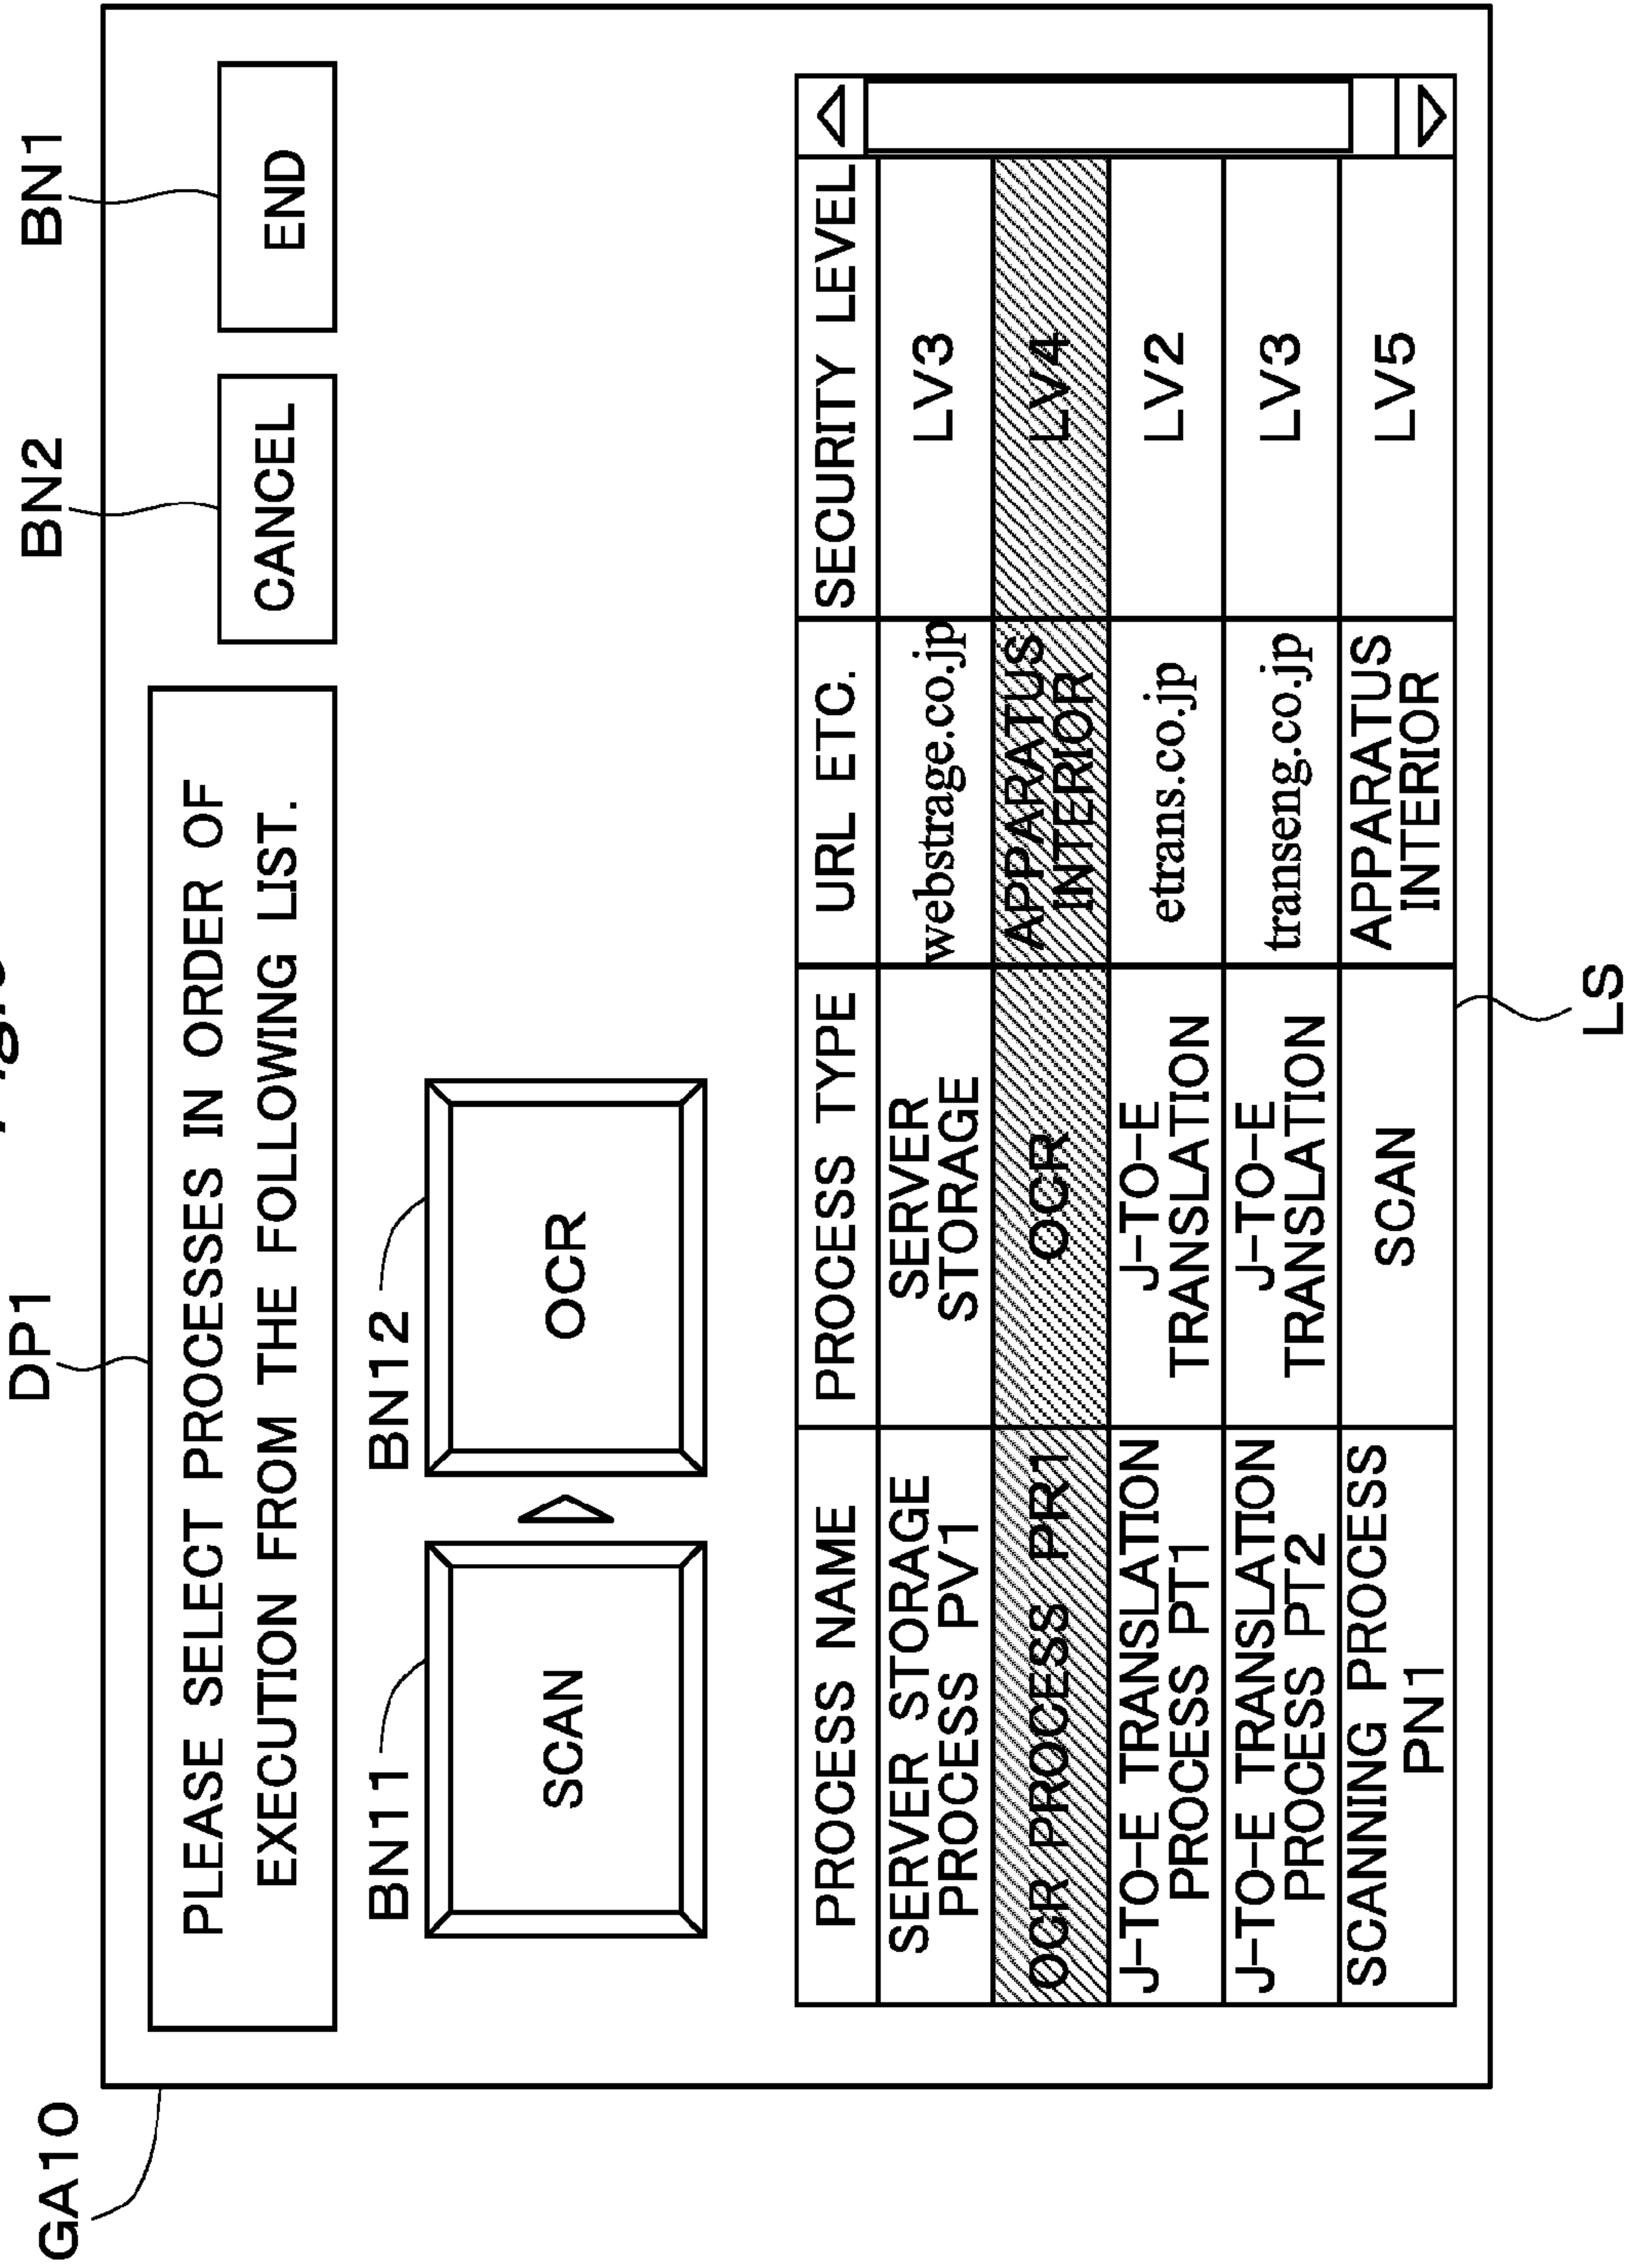 GA10
DP1
BN2
BN1
PLEASE SELECT PROCESSES IN ORDER OF
EXECUTION FROM THE FOLLOWING LIST.
CANCEL
END
BN11
BN12
SCAN
OCR
PROCESS NAME
PROCESS TYPE
URL ETC.
SECURITY LEVEL
SERVER STORAGE
PROCESS PV1
SERVER
STORAGE
webstrage.co.jp
LV3
OCR PROCESS PR1
OCR
APPARATUS
INTERIOR
LV4
J-TO-E TRANSLATION
PROCESS PT1
J-TO-E
TRANSLATION
etrans.co.jp
LV2
J-TO-E TRANSLATION
PROCESS PT2
J-TO-E
TRANSLATION
transeng.co.jp
LV3
SCANNING PROCESS
PN1
SCAN
APPARATUS
INTERIOR
LV5
LS